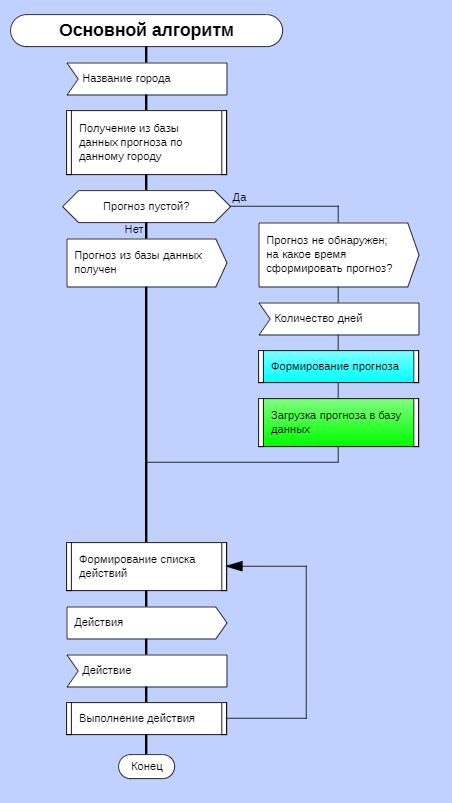 Основной алгоритм
Название города
Получение из базы
данных прогноза по
данному городу
Прогноз пустой?
Да
Нет
Прогноз из базы данных
получен
Прогноз не обнаружен;
на какое время
сформировать прогноз?
Количество дней
Формирование прогноза
Загрузка прогноза в базу
данных
Формирование списка
действий
Действия
Действие
Выполнение действия
Конец